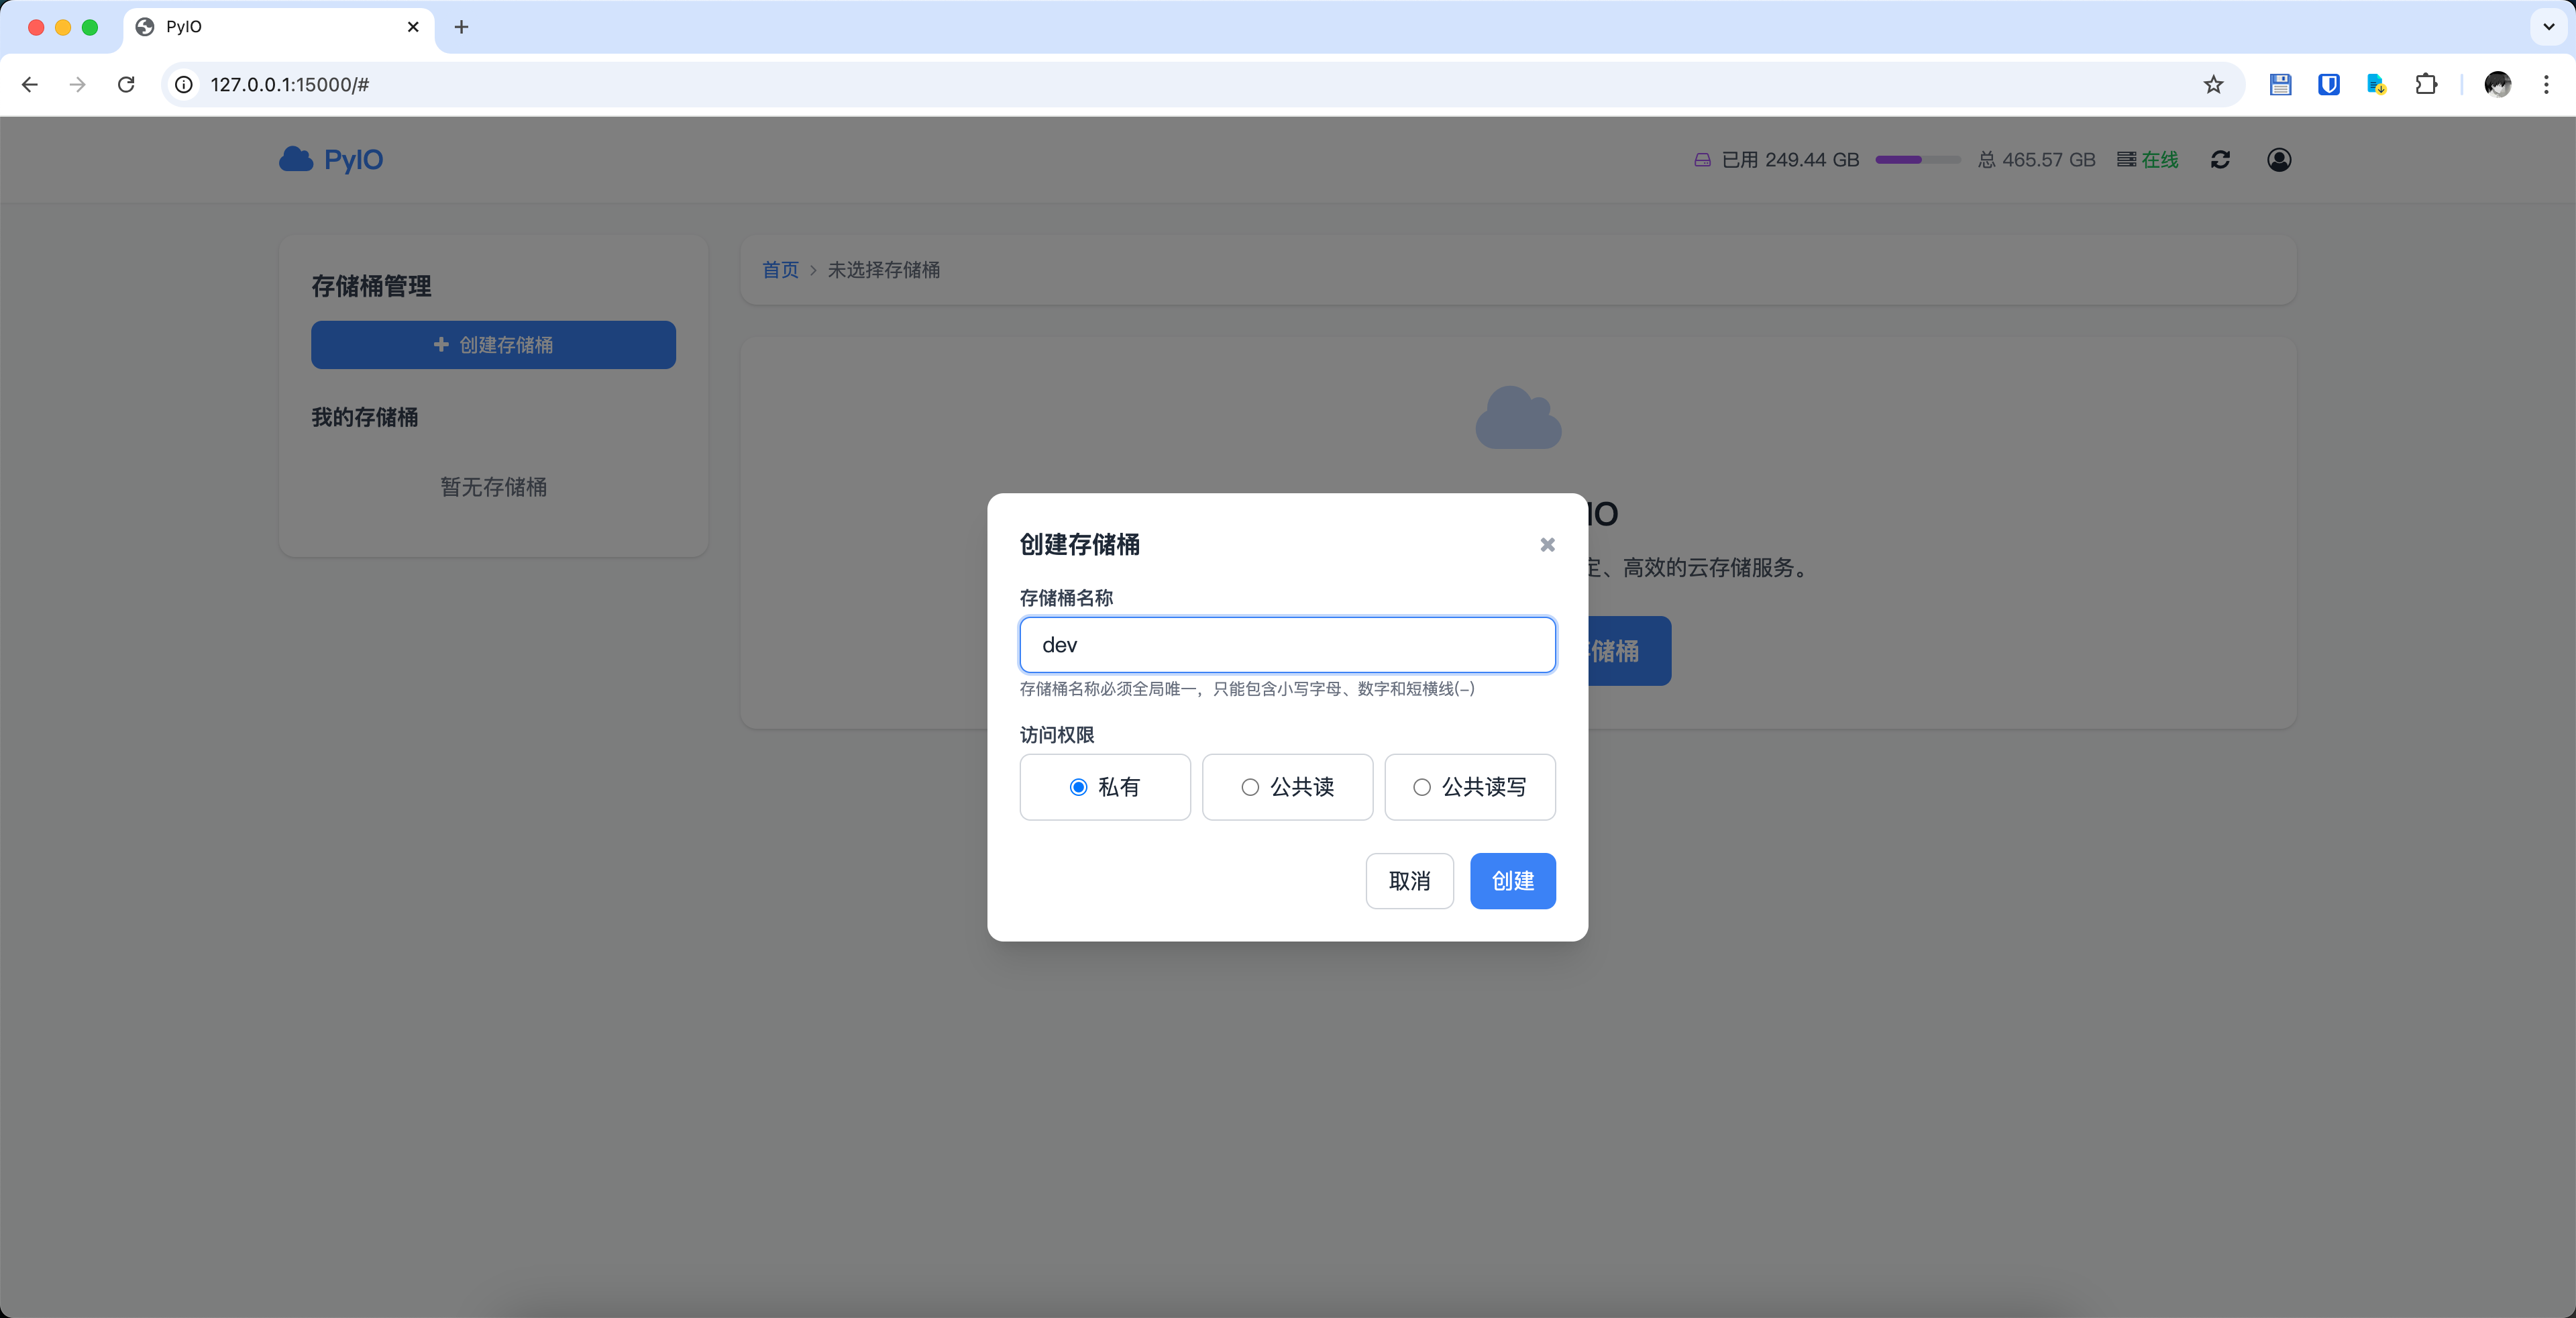 PyIO
127.0.0.1:15000/#
PyIO
已用 249.44 GB
总 465.57 GB
在线
存储桶管理
创建存储桶
我的存储桶
暂无存储桶
首页 > 未选择存储桶
IO
、高效的云存储服务。
储桶
创建存储桶
存储桶名称
dev
存储桶名称必须全局唯一，只能包含小写字母、数字和短横线(-)
访问权限
私有
公共读
公共读写
取消
创建